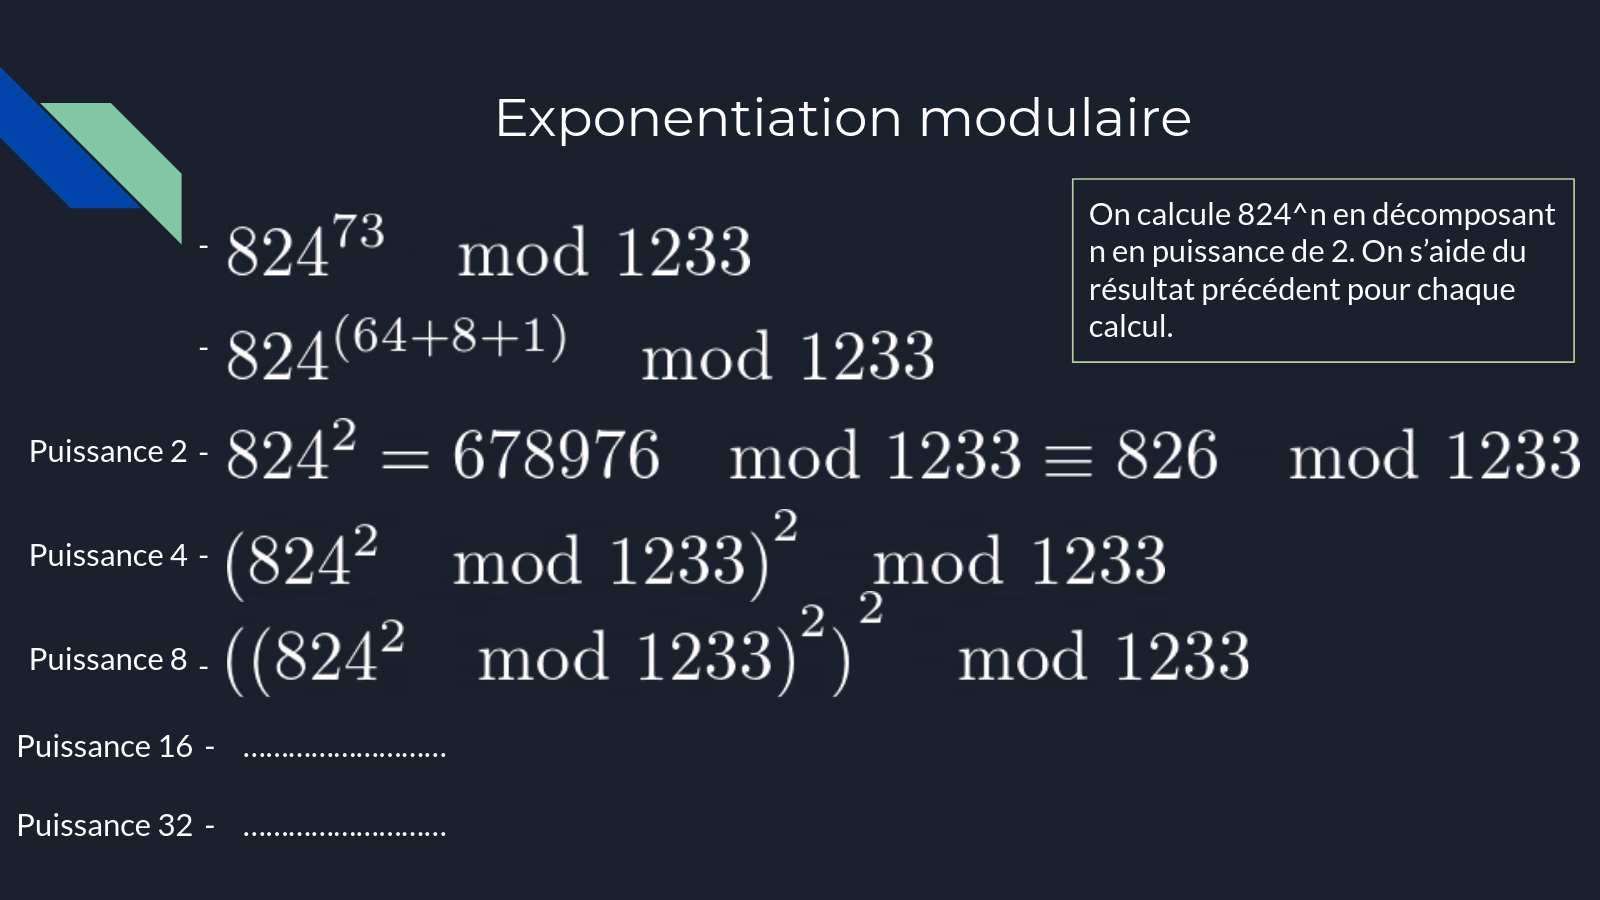 Exponentiation modulaire
On calcule 824^n en décomposant
n en puissance de 2. On s’aide du
résultat précédent pour chaque
calcul.
- 824^{73} mod 1233
- 824^{(64+8+1)} mod 1233
Puissance 2 - 824^2 = 678976 mod 1233 ≡ 826 mod 1233
Puissance 4 - (824^2 mod 1233)^2 mod 1233
Puissance 8 - ((824^2 mod 1233)^2)^2 mod 1233
Puissance 16 - ...........................
Puissance 32 - ...........................